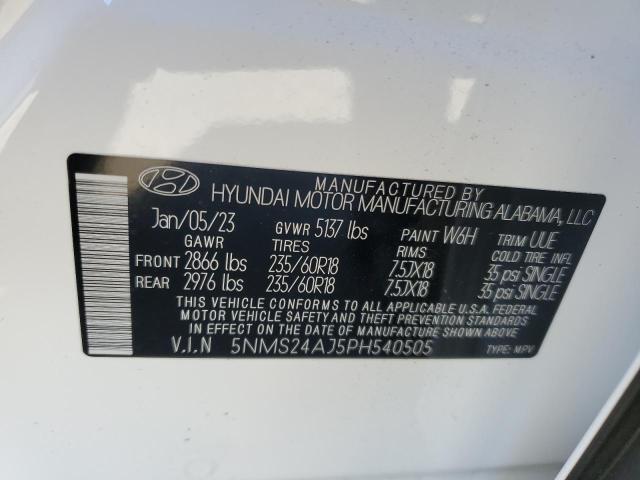 MANUFACTURED BY
HYUNDAI MOTOR MANUFACTURING ALABAMA, LLC
Jan/05/23 GVWR 5137 lbs PAINT W6H TRIM UUE
GAWR TIRES RIMS COLD TIRE INFL
FRONT 2866 lbs 235/60R18 7.5JX18 35 psi SINGLE
REAR 2976 lbs 235/60R18 7.5JX18 35 psi SINGLE
THIS VEHICLE CONFORMS TO ALL APPLICABLE U.S.A. FEDERAL
MOTOR VEHICLE SAFETY AND THEFT PREVENTION STANDARDS
IN EFFECT ON THE DATE OF MANUFACTURE SHOWN ABOVE.
V.I.N 5NMS24AJ5PH540505 TYPE: MPV